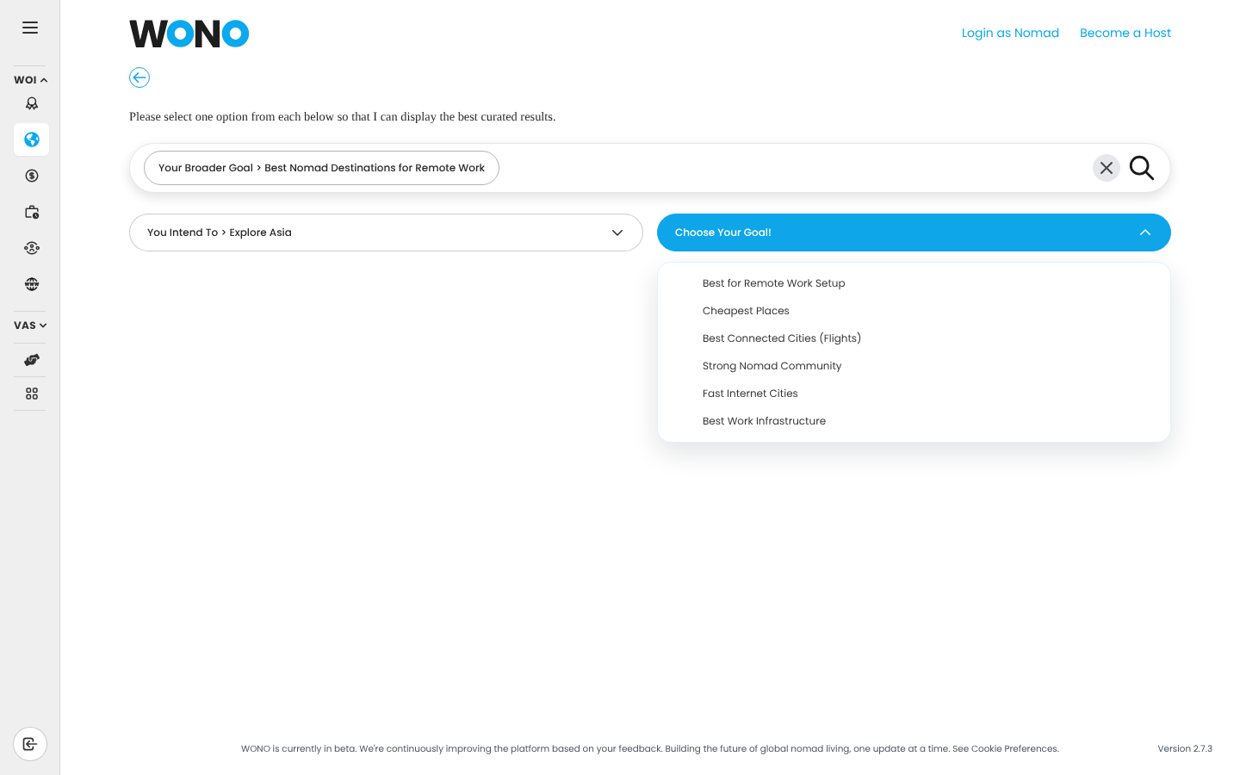 WONO
Login as Nomad
Become a Host
WOI
Please select one option from each below so that I can display the best curated results.
Your Broader Goal > Best Nomad Destinations for Remote Work
You Intend To > Explore Asia
Choose Your Goal!
Best for Remote Work Setup
Cheapest Places
Best Connected Cities (Flights)
Strong Nomad Community
Fast Internet Cities
Best Work Infrastructure
VAS
WONO is currently in beta. We're continuously improving the platform based on your feedback. Building the future of global nomad living, one update at a time. See Cookie Preferences.
Version 2.7.3